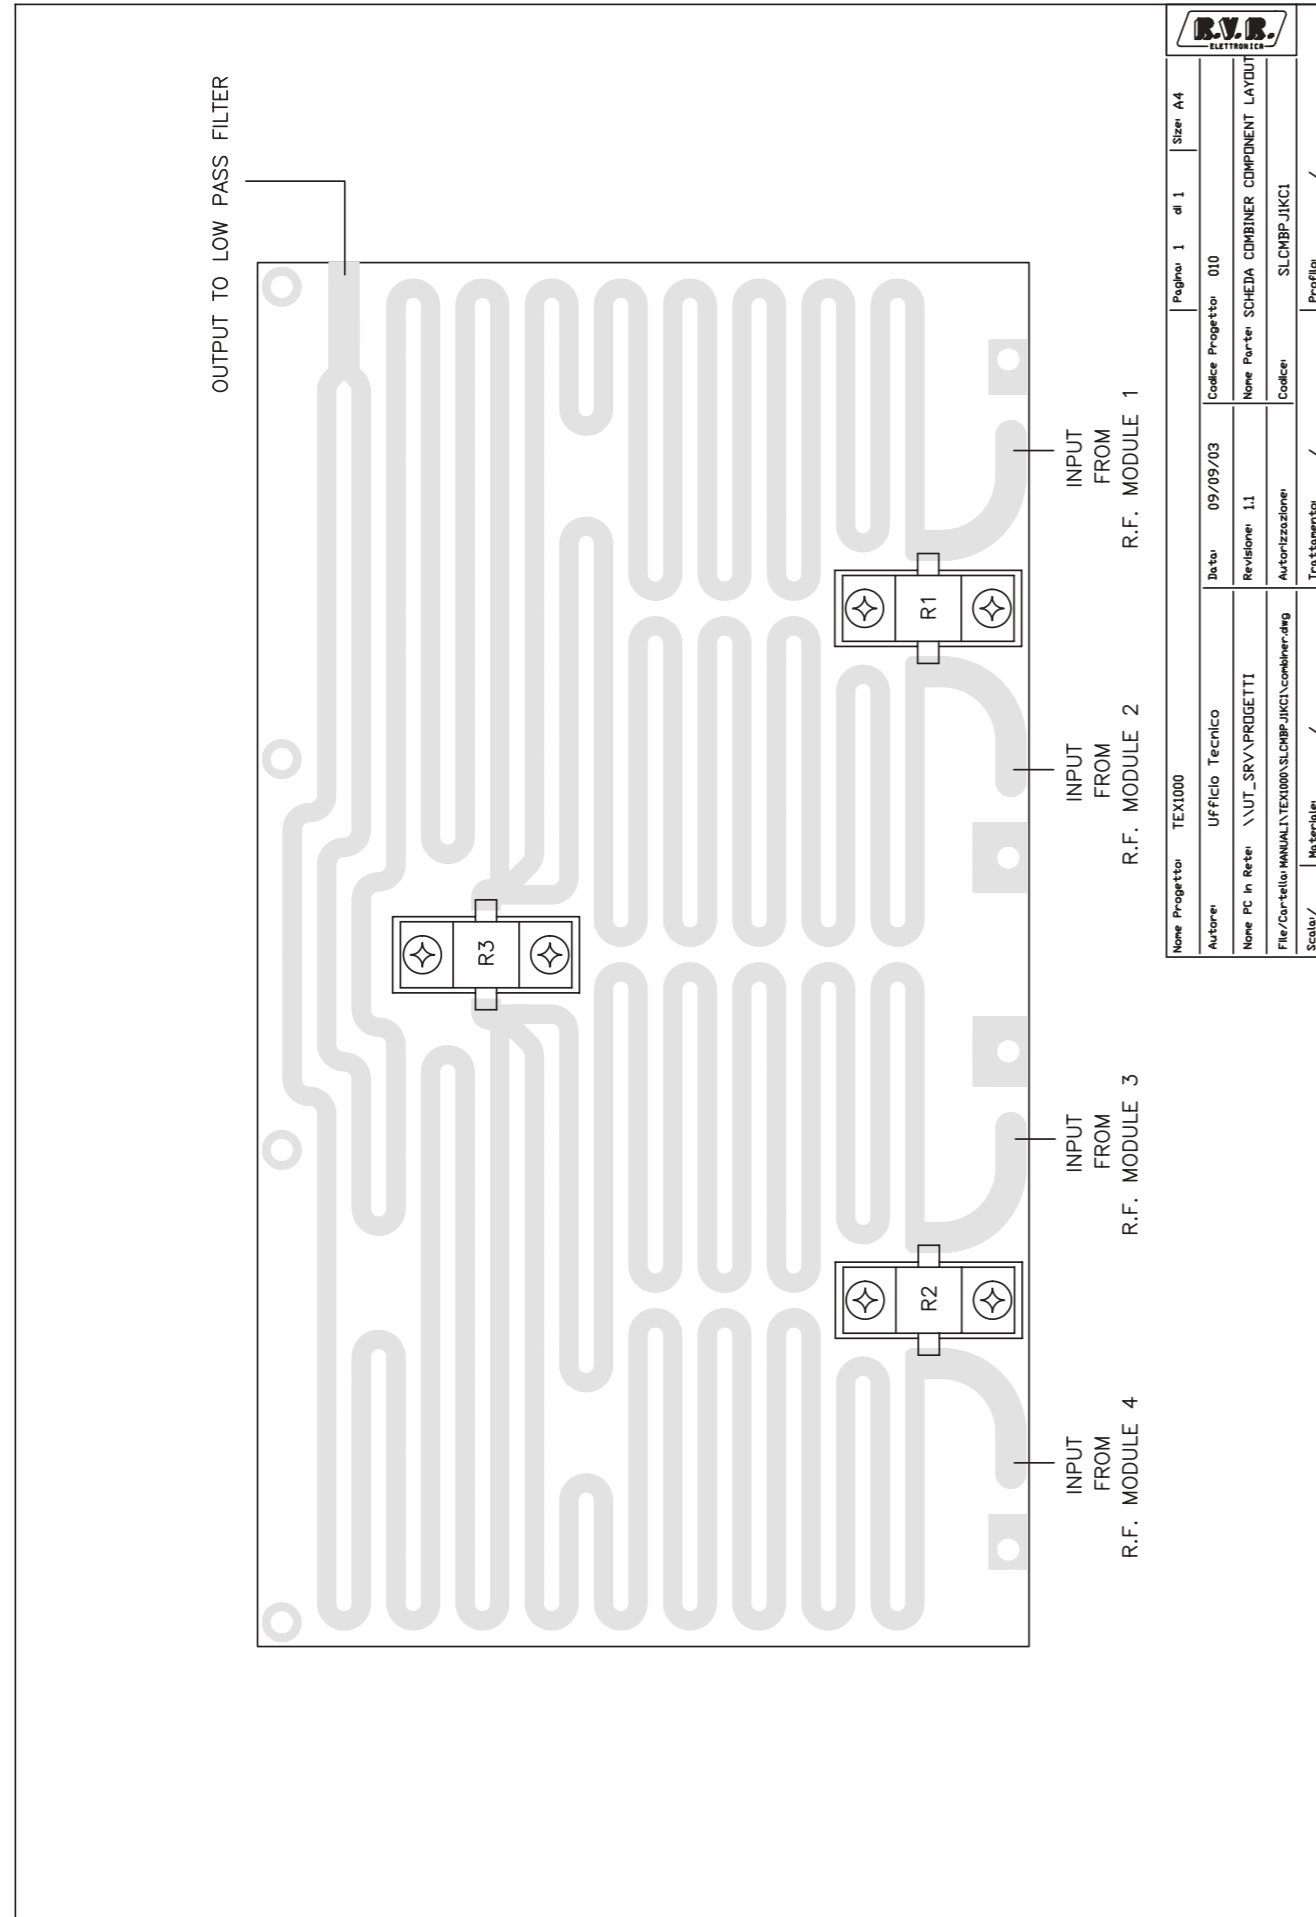 OUTPUT TO LOW PASS FILTER
INPUT
FROM
R.F. MODULE 4
INPUT
FROM
R.F. MODULE 3
INPUT
FROM
R.F. MODULE 2
INPUT
FROM
R.F. MODULE 1
R3
R2
R1
Nome Progetto: TEX1000 Pagina: 1 di 1 Size: A4
R.V.R.
ELETTRONICA
Autore: Ufficio Tecnico Data: 09/09/03 Codice Progetto: 010
Nome PC in Rete: \\UT_SRV\PROGETTI Revisione: 1.1 Nome Parte: SCHEDA COMBINER COMPONENT LAYOUT
File/Cartella: MANUALI\TEX1000\SLCMBPJ1KC1\combiner.dwg Autorizzazione: Codice: SLCMBPJ1KC1
Scala: / Materiale: / Trattamento: / Profilo: /